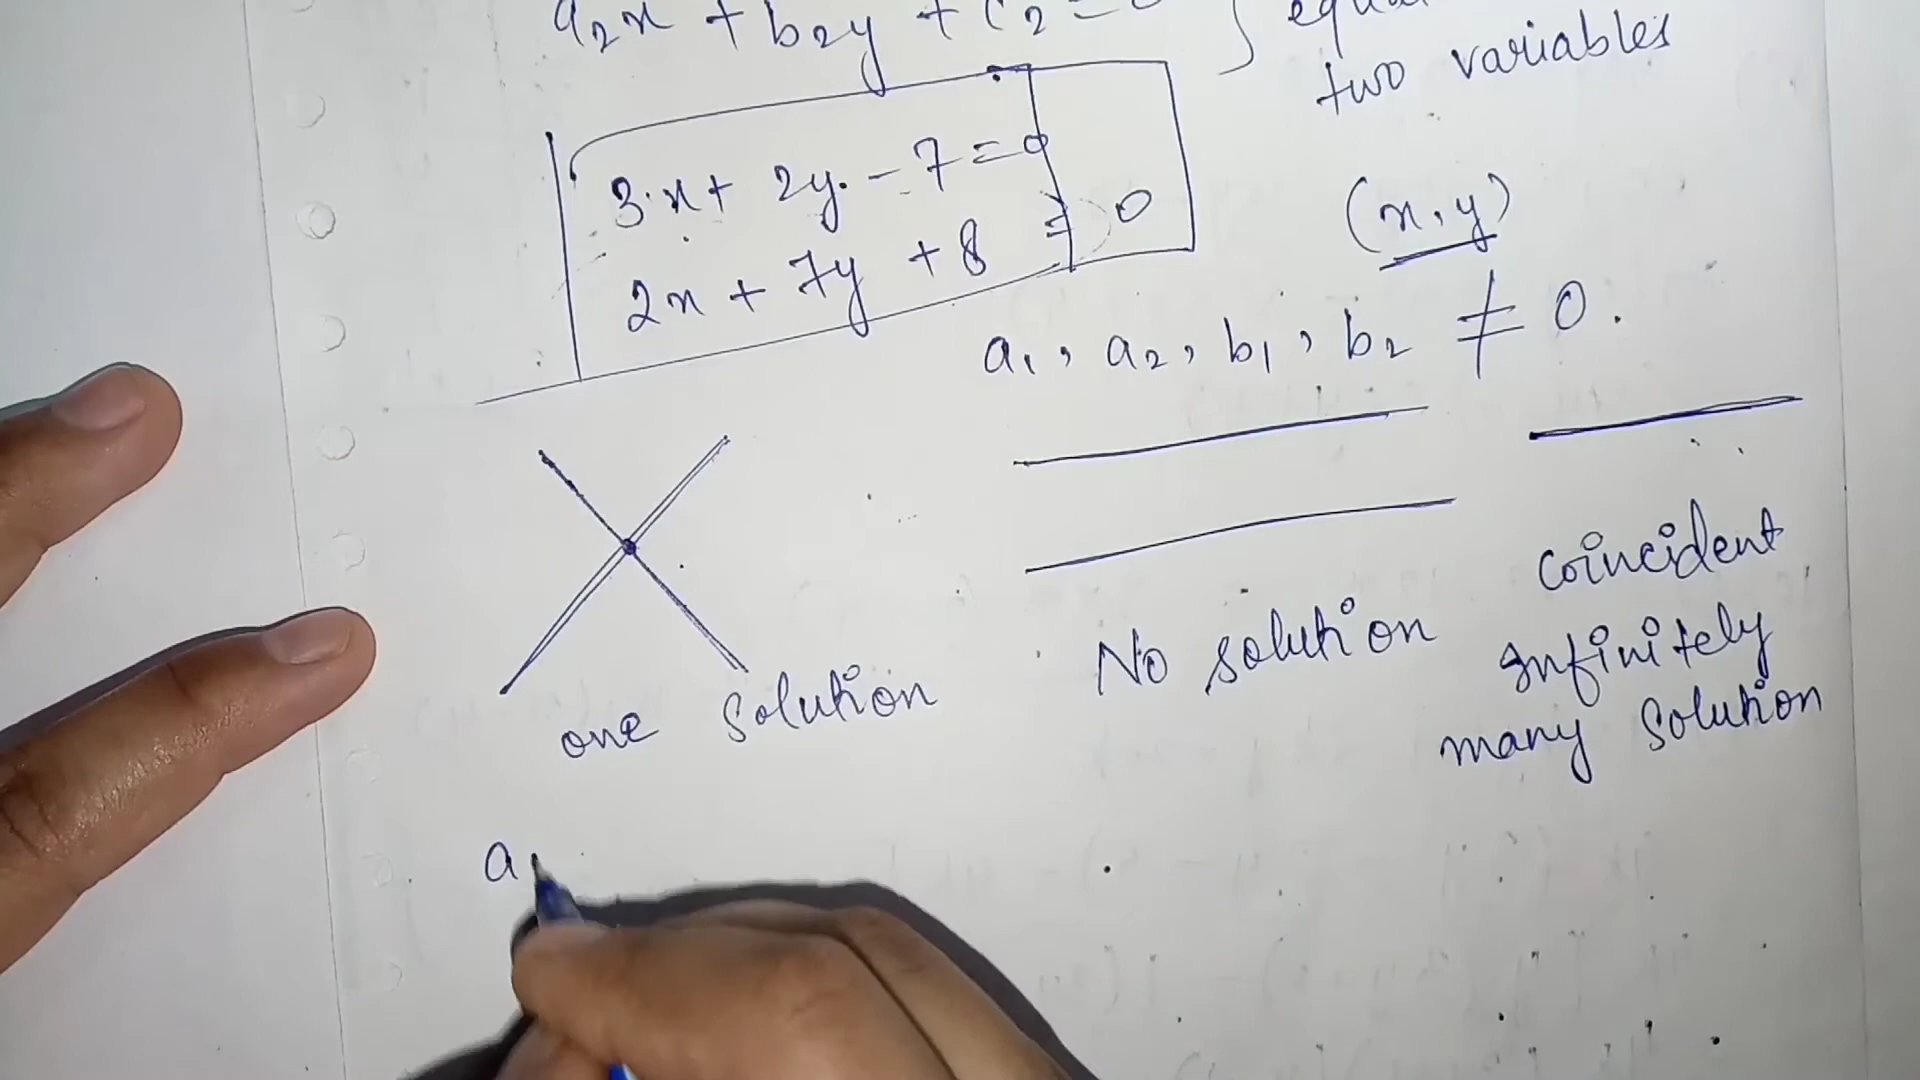 a₂x + b₂y + c₂ =
two variables
3x + 2y - 7 = 0
2x + 7y + 8 = 0
(x, y)
a₁, a₂, b₁, b₂ ≠ 0.
one solution
No solution
coincident
Infinitely
many solution
a